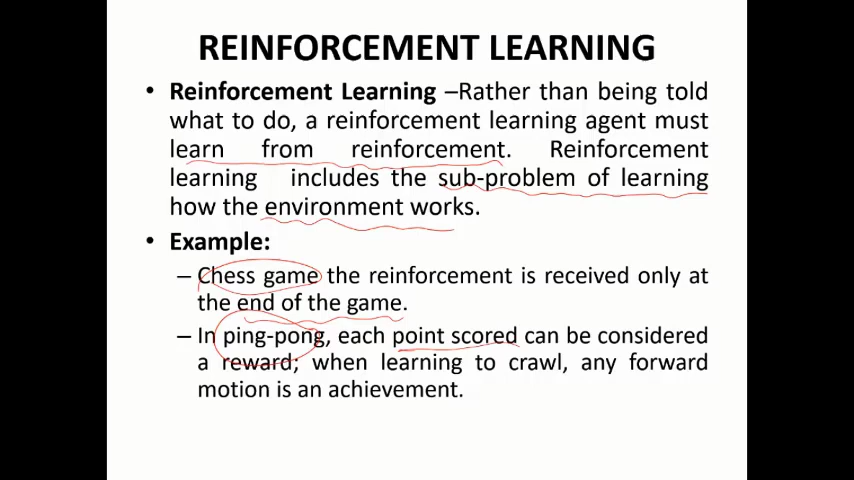 REINFORCEMENT LEARNING
• Reinforcement Learning –Rather than being told
what to do, a reinforcement learning agent must
learn from reinforcement. Reinforcement
learning includes the sub-problem of learning
how the environment works.
• Example:
– Chess game the reinforcement is received only at
the end of the game.
– In ping-pong, each point scored can be considered
a reward; when learning to crawl, any forward
motion is an achievement.